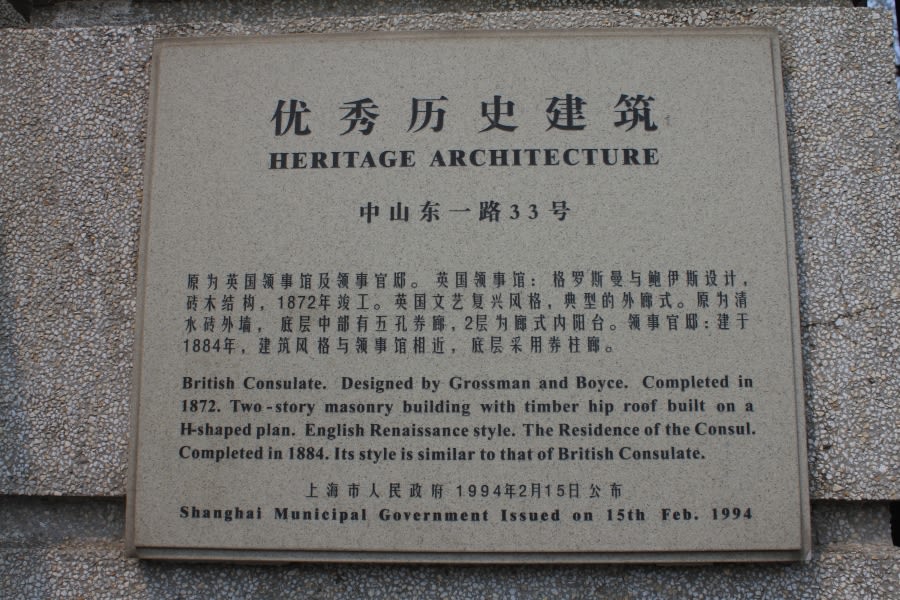 优秀历史建筑
HERITAGE ARCHITECTURE
中山东一路33号
原为英国领事馆及领事官邸。英国领事馆：格罗斯曼与鲍伊斯设计，
砖木结构，1872年竣工。英国文艺复兴风格，典型的外廊式。原为清
水砖外墙，底层中部有五孔券廊，2层为廊式内阳台。领事官邸：建于
1884年，建筑风格与领事馆相近，底层采用券柱廊。
British Consulate. Designed by Grossman and Boyce. Completed in
1872. Two-story masonry building with timber hip roof built on a
H-shaped plan. English Renaissance style. The Residence of the Consul.
Completed in 1884. Its style is similar to that of British Consulate.
上海市人民政府 1994年2月15日公布
Shanghai Municipal Government Issued on 15th Feb. 1994